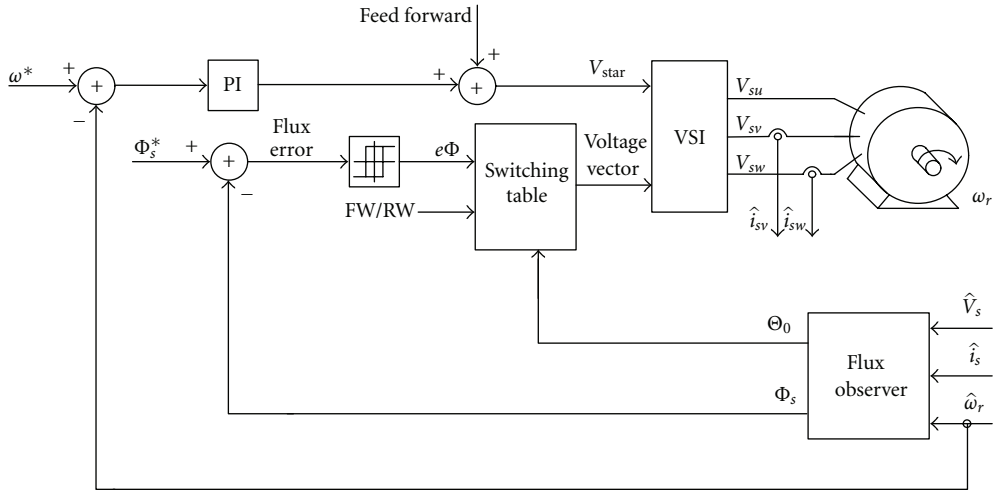 Feed forward
+
ω*
+
+
−
PI
+
+
V_star
VSI
V_su
V_sv
V_sw
Φ_s*
+
+
−
Flux
error
eΦ
FW/RW
Switching
table
Voltage
vector
î_sv
î_sw
ω_r
Θ_0
Φ_s
Flux
observer
V̂_s
î_s
ω̂_r